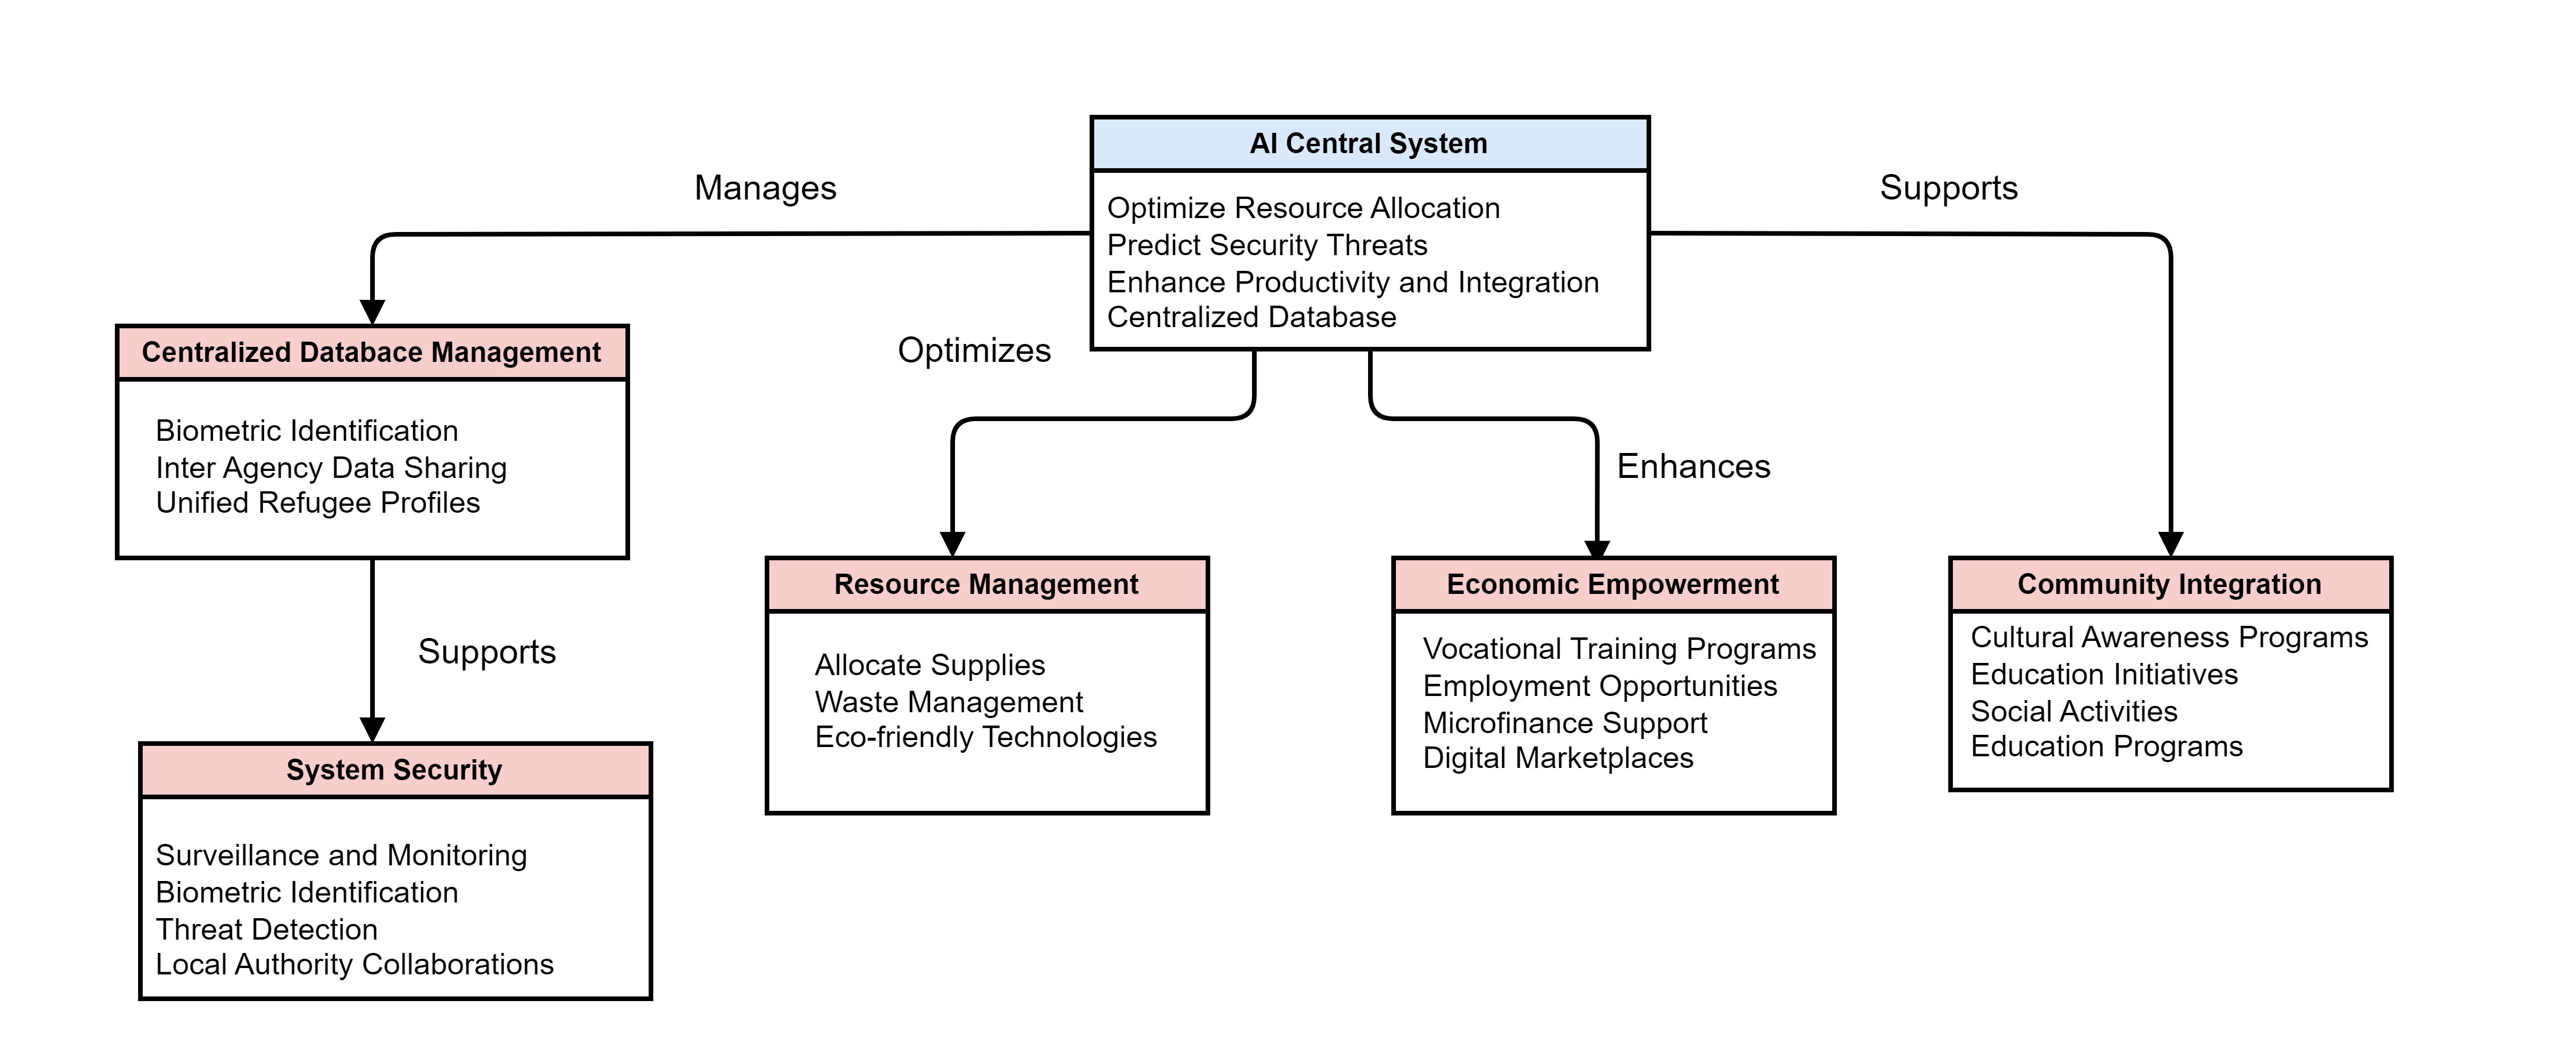 AI Central System
Optimize Resource Allocation
Predict Security Threats
Enhance Productivity and Integration
Centralized Database
Manages
Supports
Optimizes
Enhances
Centralized Databace Management
Biometric Identification
Inter Agency Data Sharing
Unified Refugee Profiles
Supports
System Security
Surveillance and Monitoring
Biometric Identification
Threat Detection
Local Authority Collaborations
Resource Management
Allocate Supplies
Waste Management
Eco-friendly Technologies
Economic Empowerment
Vocational Training Programs
Employment Opportunities
Microfinance Support
Digital Marketplaces
Community Integration
Cultural Awareness Programs
Education Initiatives
Social Activities
Education Programs